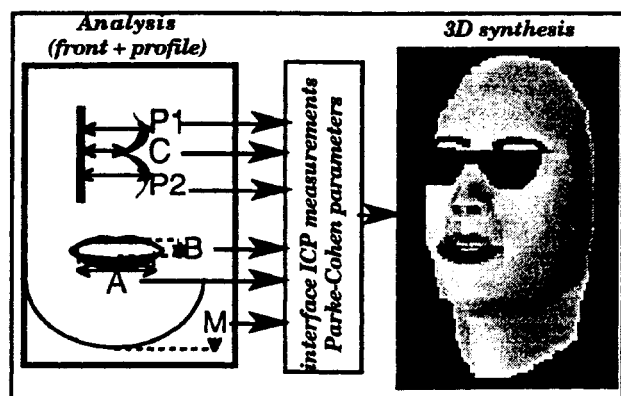 Analysis
(front + profile)
3D synthesis
P1
C
P2
B
A
M
interface ICP measurements
Parke-Cohen parameters